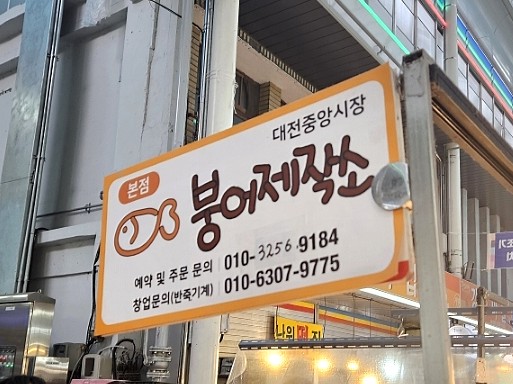 대전중앙시장
본점
붕어제작소
예약 및 주문 문의 010-3256-9184
창업문의(반죽기계) 010-6307-9775